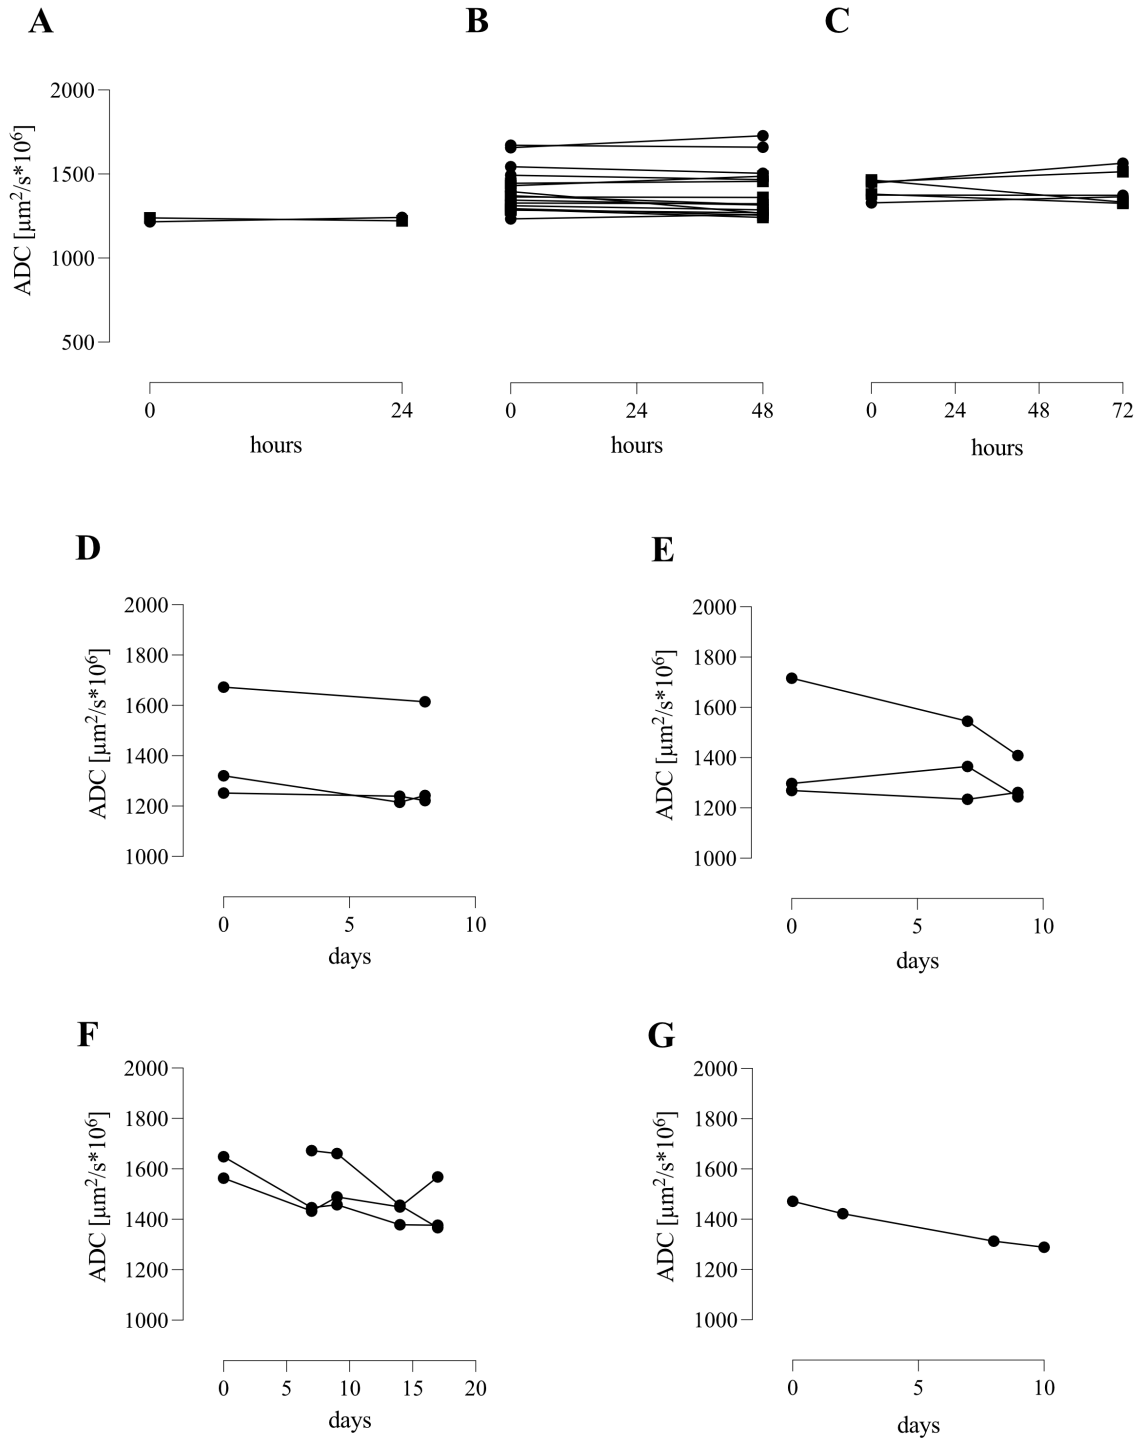 A B C
2000
1500
1000
500
ADC [µm²/s*10⁶]
0 24 0 24 48 0 24 48 72
hours hours hours
D E
2000 2000
1800 1800
1600 1600
1400 1400
1200 1200
1000 1000
ADC [µm²/s*10⁶] ADC [µm²/s*10⁶]
0 5 10 0 5 10
days days
F G
2000 2000
1800 1800
1600 1600
1400 1400
1200 1200
1000 1000
ADC [µm²/s*10⁶] ADC [µm²/s*10⁶]
0 5 10 15 20 0 5 10
days days